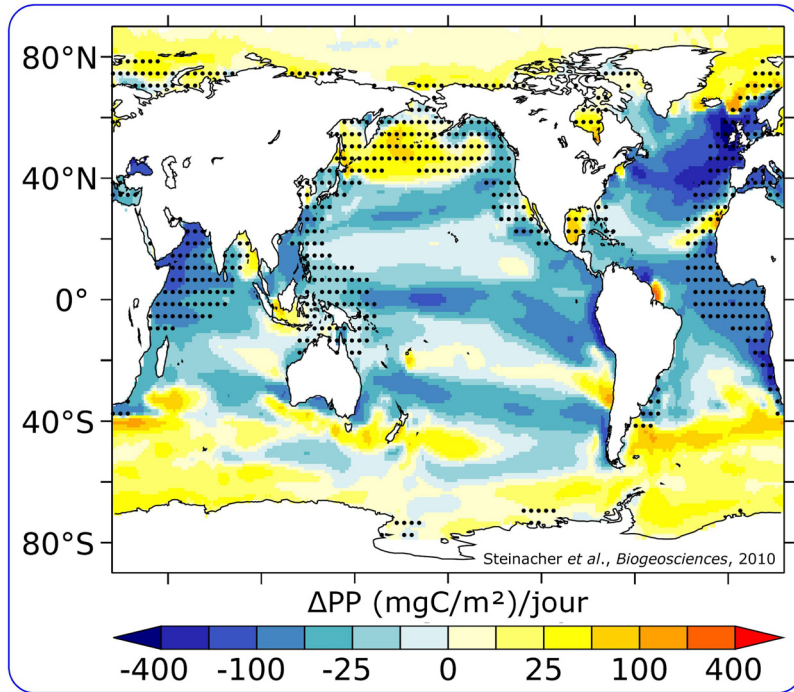 80°N
40°N
0°
40°S
80°S
Steinacher et al., Biogeosciences, 2010
ΔPP (mgC/m²)/jour
-400 -100 -25 0 25 100 400